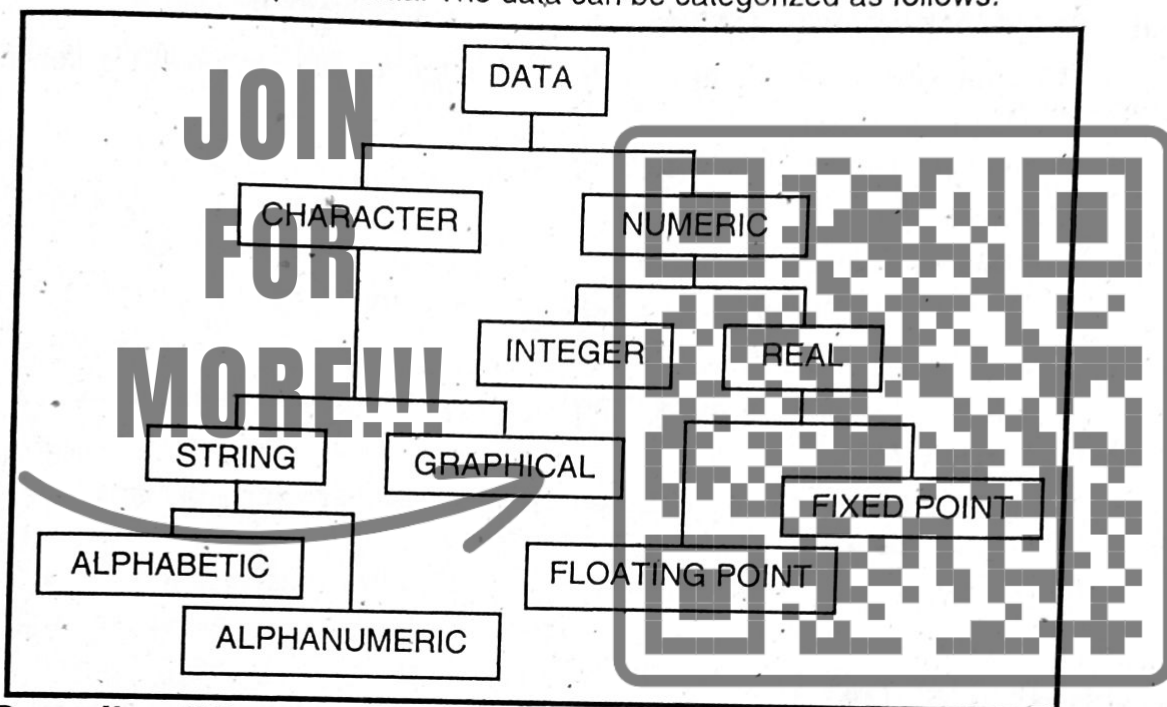 The data can be categorized as follows:
JOIN
FOR
MORE!!!
DATA
CHARACTER
NUMERIC
INTEGER
REAL
STRING
GRAPHICAL
FIXED POINT
ALPHABETIC
FLOATING POINT
ALPHANUMERIC